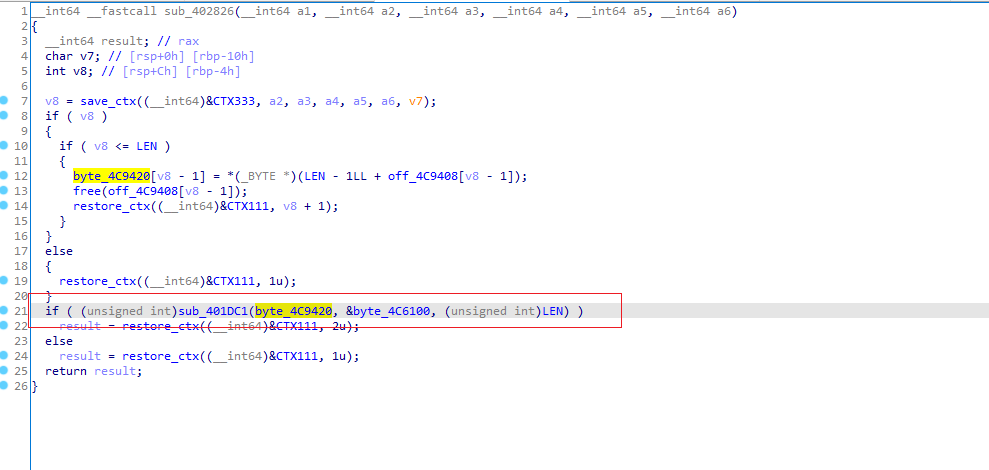 1 __int64 __fastcall sub_402826(__int64 a1, __int64 a2, __int64 a3, __int64 a4, __int64 a5, __int64 a6)
2 {
3 __int64 result; // rax
4 char v7; // [rsp+0h] [rbp-10h]
5 int v8; // [rsp+Ch] [rbp-4h]
6
7 v8 = save_ctx((__int64)&CTX333, a2, a3, a4, a5, a6, v7);
8 if ( v8 )
9 {
10 if ( v8 <= LEN )
11 {
12 byte_4C9420[v8 - 1] = *(_BYTE *)(LEN - 1LL + off_4C9408[v8 - 1]);
13 free(off_4C9408[v8 - 1]);
14 restore_ctx((__int64)&CTX111, v8 + 1);
15 }
16 }
17 else
18 {
19 restore_ctx((__int64)&CTX111, 1u);
20 }
21 if ( (unsigned int)sub_401DC1(byte_4C9420, &byte_4C6100, (unsigned int)LEN) )
22 result = restore_ctx((__int64)&CTX111, 2u);
23 else
24 result = restore_ctx((__int64)&CTX111, 1u);
25 return result;
26 }